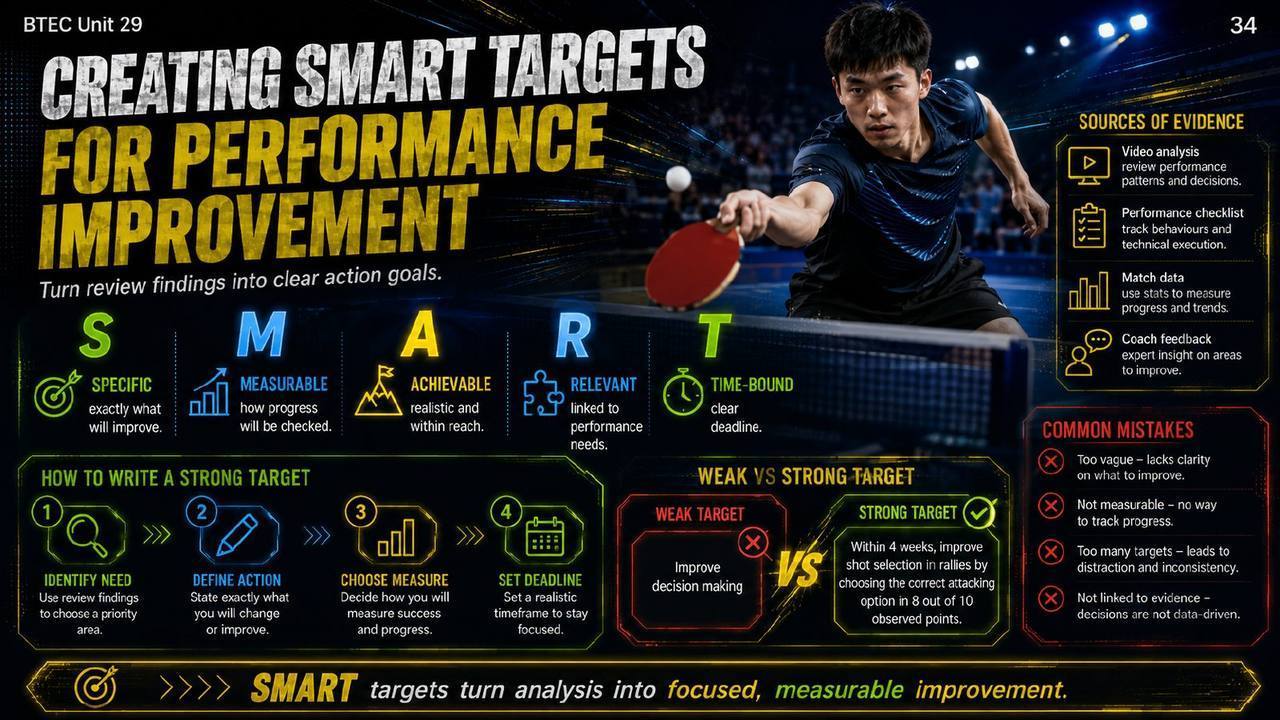 BTEC Unit 29
34
CREATING SMART TARGETS
FOR PERFORMANCE
IMPROVEMENT
Turn review findings into clear action goals.
S
SPECIFIC
exactly what
will improve.
M
MEASURABLE
how progress
will be checked.
A
ACHIEVABLE
realistic and
within reach.
R
RELEVANT
linked to
performance
needs.
T
TIME-BOUND
clear
deadline.
SOURCES OF EVIDENCE
Video analysis
review performance
patterns and decisions.
Performance checklist
track behaviours and
technical execution.
Match data
use stats to measure
progress and trends.
Coach feedback
expert insight on areas
to improve.
HOW TO WRITE A STRONG TARGET
1
IDENTIFY NEED
Use review findings
to choose a priority
area.
2
DEFINE ACTION
State exactly what
you will change
or improve.
3
CHOOSE MEASURE
Decide how you will
measure success
and progress.
4
SET DEADLINE
Set a realistic
timeframe to stay
focused.
WEAK VS STRONG TARGET
WEAK TARGET
Improve
decision making
VS
STRONG TARGET
Within 4 weeks, improve
shot selection in rallies by
choosing the correct attacking
option in 8 out of 10
observed points.
COMMON MISTAKES
Too vague – lacks clarity
on what to improve.
Not measurable – no way
to track progress.
Too many targets – leads to
distraction and inconsistency.
Not linked to evidence –
decisions are not data-driven.
SMART targets turn analysis into focused, measurable improvement.